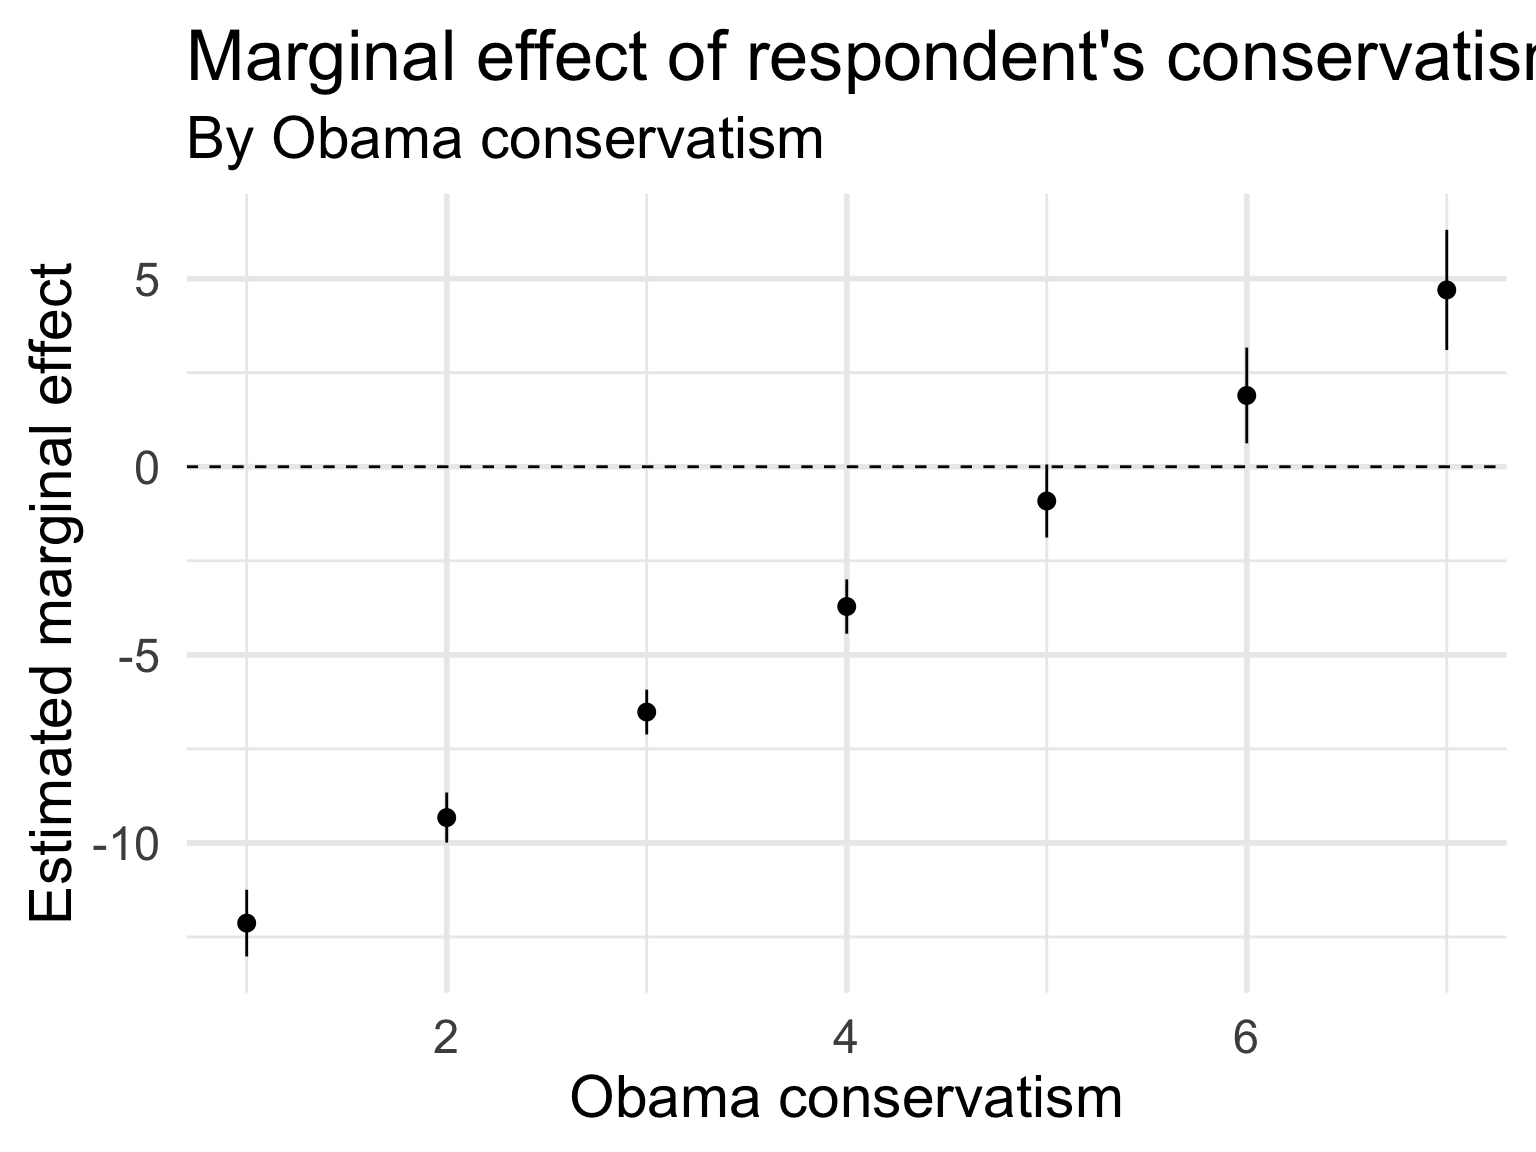 Marginal effect of respondent's conservatis
By Obama conservatism
Estimated marginal effect
5
0
-5
-10
2
4
6
Obama conservatism